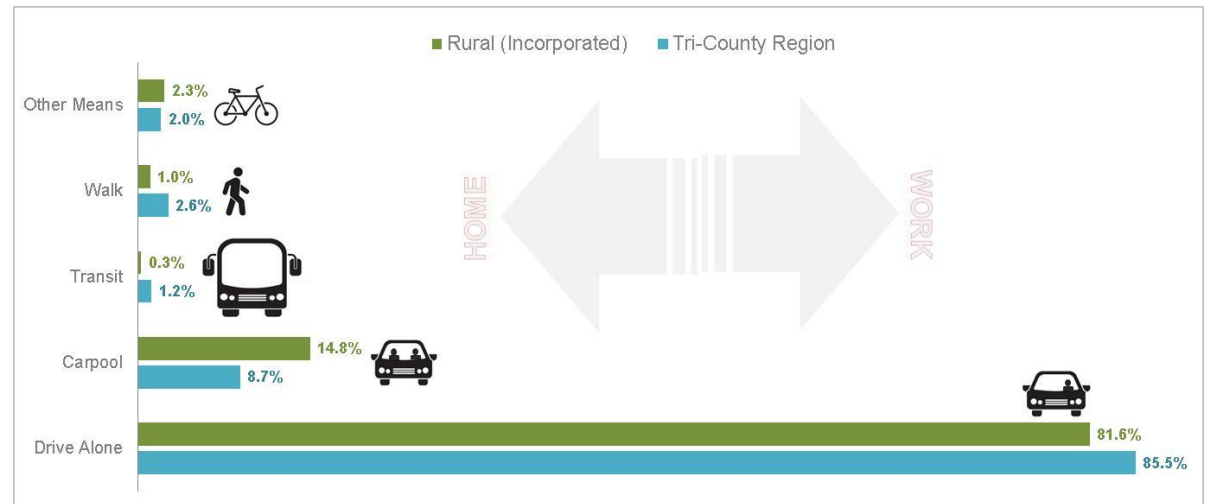 Rural (Incorporated) Tri-County Region
Other Means
2.3%
2.0%
Walk
1.0%
2.6%
Transit
0.3%
1.2%
Carpool
14.8%
8.7%
Drive Alone
81.6%
85.5%
HOME
WORK